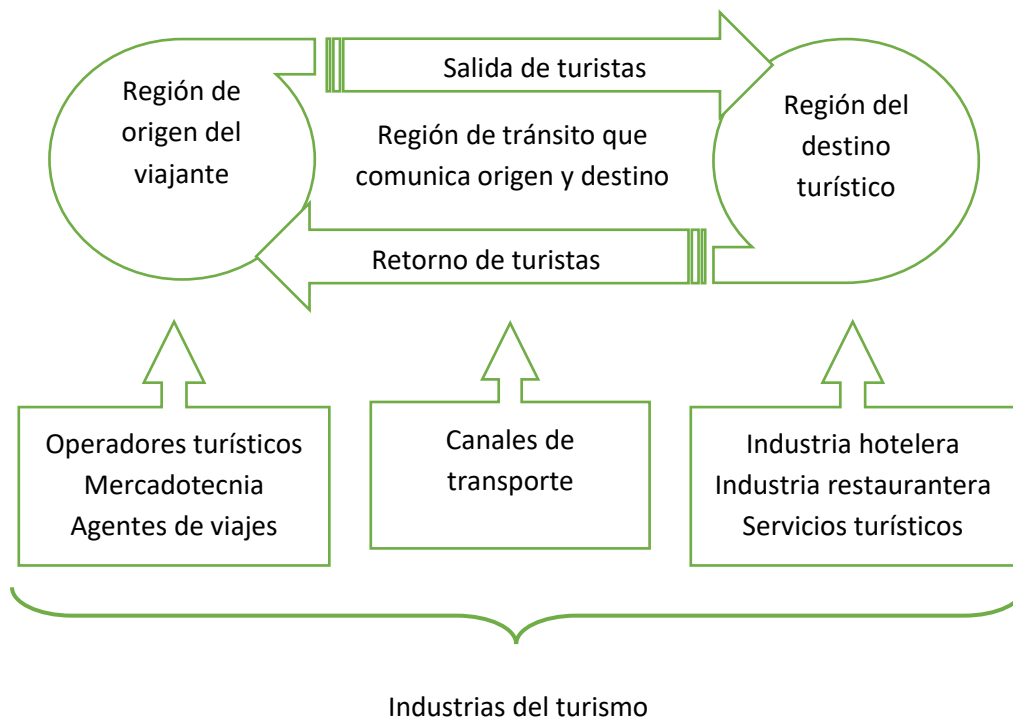 Salida de turistas
Región de
origen del
viajante
Región de tránsito que
comunica origen y destino
Región del
destino
turístico
Retorno de turistas
Operadores turísticos
Mercadotecnia
Agentes de viajes
Canales de
transporte
Industria hotelera
Industria restaurantera
Servicios turísticos
Industrias del turismo